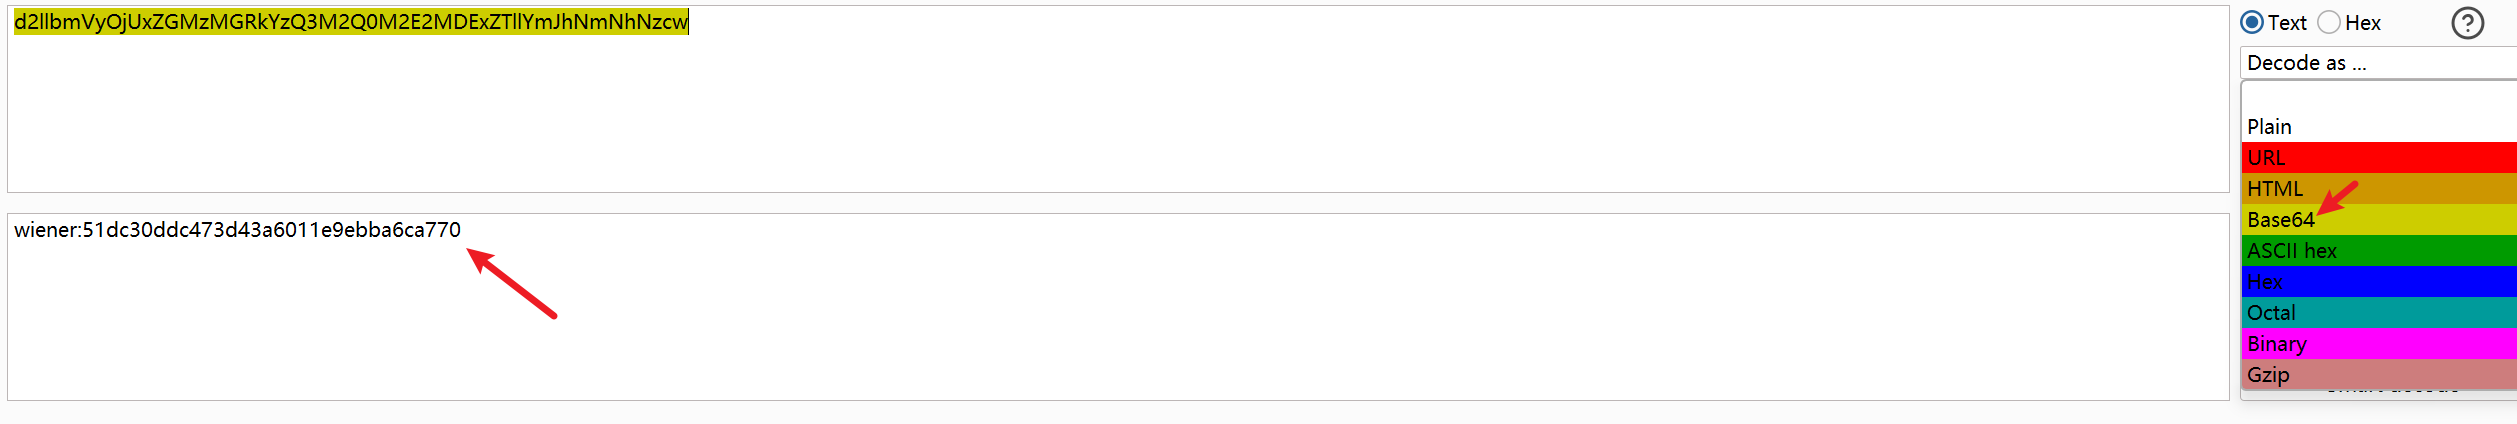 d2llbmVyOjUxZGMzMGRkYzQ3M2Q0M2E2MDExZTllYmJhNmNhNzcw
Text Hex
Decode as ...
Plain
URL
HTML
Base64
ASCII hex
Hex
Octal
Binary
Gzip
wiener:51dc30ddc473d43a6011e9ebba6ca770